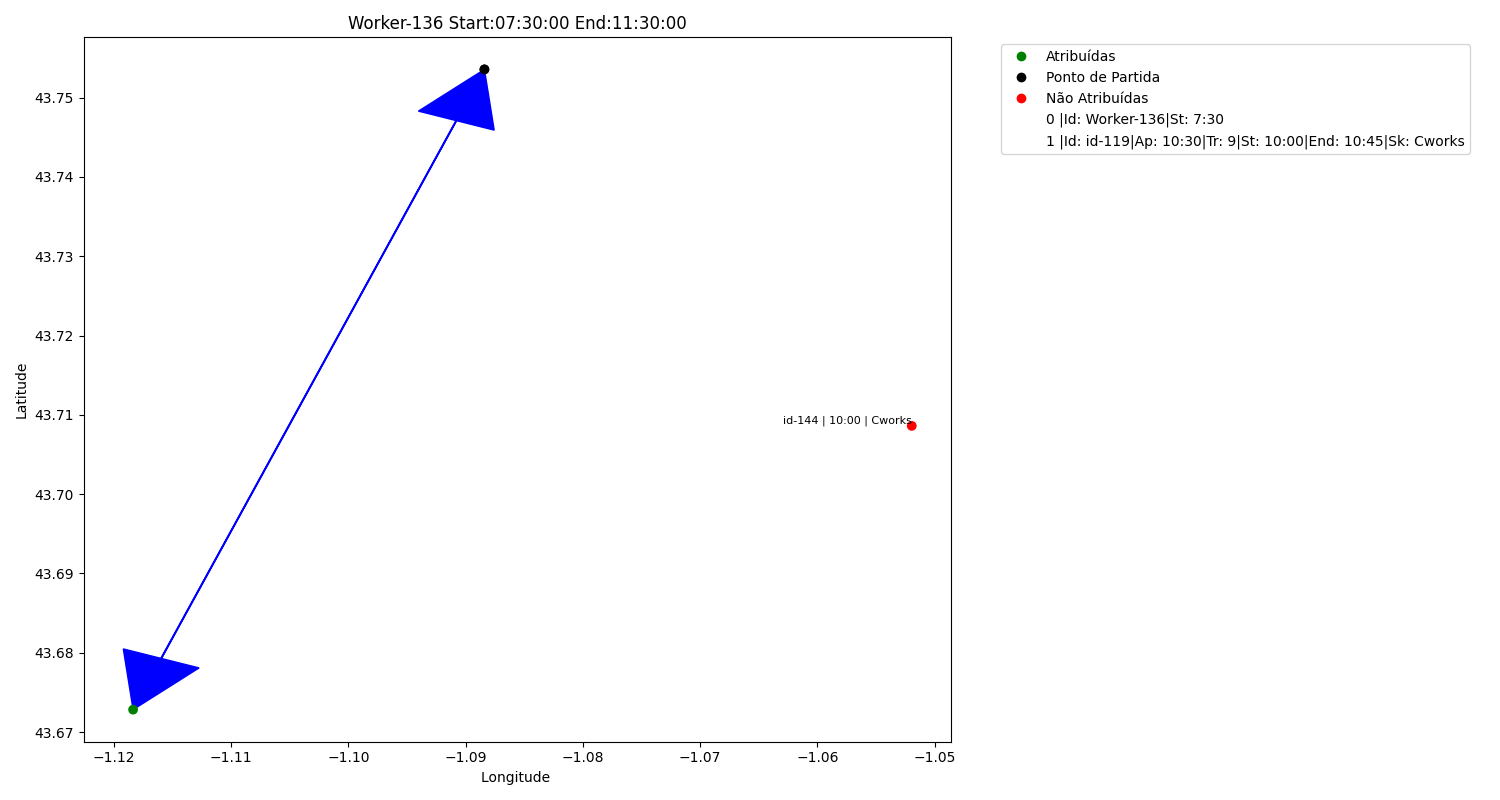 Worker-136 Start:07:30:00 End:11:30:00
Atribuídas
Ponto de Partida
Não Atribuídas
0 |Id: Worker-136|St: 7:30
1 |Id: id-119|Ap: 10:30|Tr: 9|St: 10:00|End: 10:45|Sk: Cworks
43.75
43.74
43.73
43.72
43.71
43.70
43.69
43.68
43.67
Latitude
id-144 | 10:00 | Cworks
−1.12
−1.11
−1.10
−1.09
−1.08
−1.07
−1.06
−1.05
Longitude